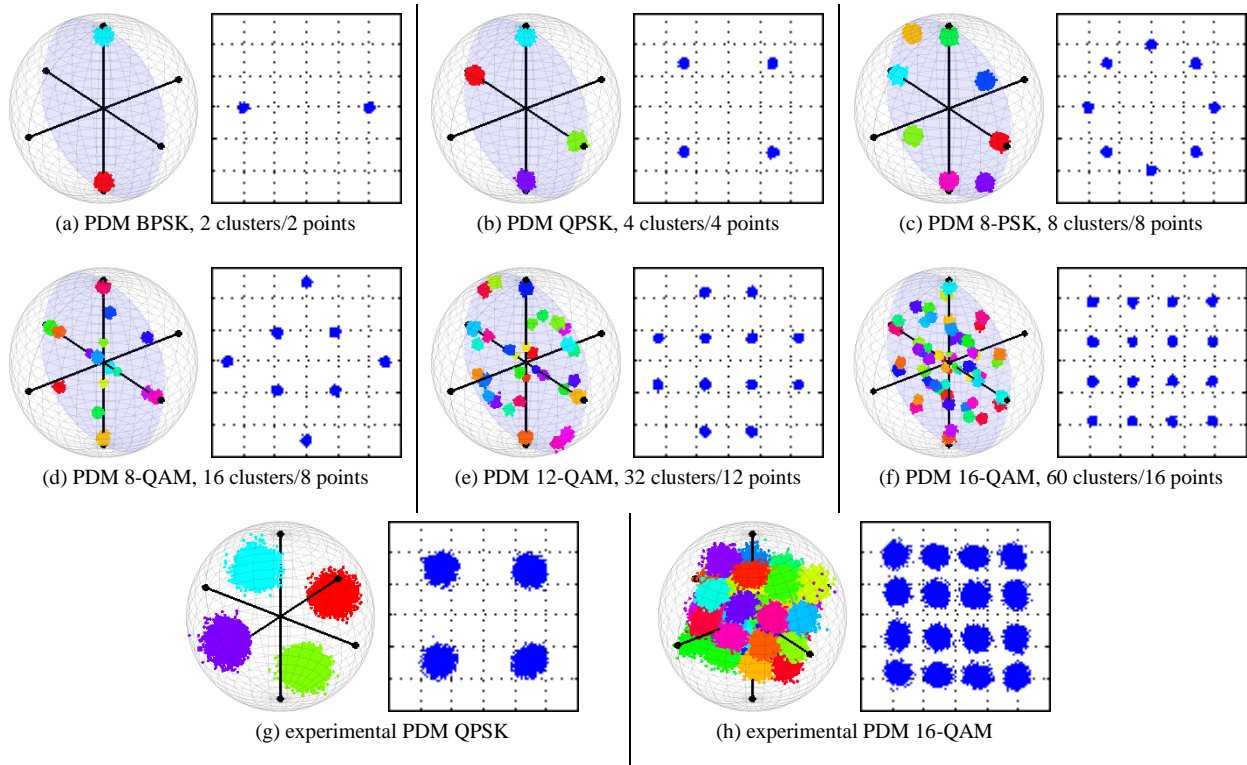 (a) PDM BPSK, 2 clusters/2 points
(b) PDM QPSK, 4 clusters/4 points
(c) PDM 8-PSK, 8 clusters/8 points
(d) PDM 8-QAM, 16 clusters/8 points
(e) PDM 12-QAM, 32 clusters/12 points
(f) PDM 16-QAM, 60 clusters/16 points
(g) experimental PDM QPSK
(h) experimental PDM 16-QAM